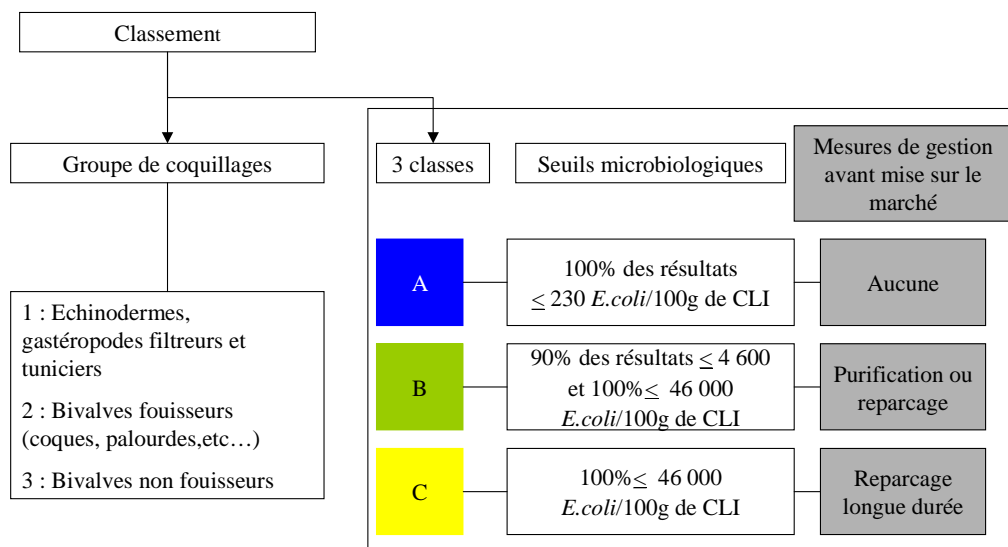 Classement
Groupe de coquillages
3 classes
Seuils microbiologiques
Mesures de gestion
avant mise sur le
marché
1 : Echinodermes,
gastéropodes filtreurs et
tuniciers
2 : Bivalves fouisseurs
(coques, palourdes,etc…)
3 : Bivalves non fouisseurs
A
100% des résultats
≤ 230 E.coli/100g de CLI
Aucune
B
90% des résultats ≤ 4 600
et 100%≤ 46 000
E.coli/100g de CLI
Purification ou
reparcage
C
100%≤ 46 000
E.coli/100g de CLI
Reparcage
longue durée